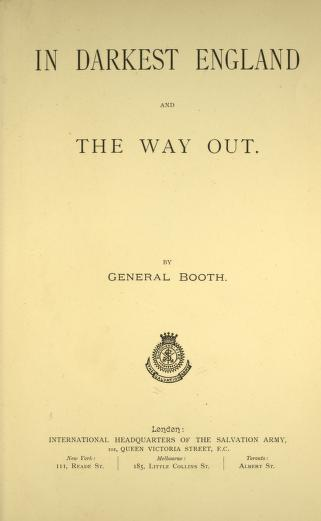 IN DARKEST ENGLAND
AND
THE WAY OUT.
BY
GENERAL BOOTH.
London:
INTERNATIONAL HEADQUARTERS OF THE SALVATION ARMY,
101, QUEEN VICTORIA STREET, E.C.
New York:
111, READE ST.
Melbourne:
185, LITTLE COLLINS ST.
Toronto:
ALBERT ST.